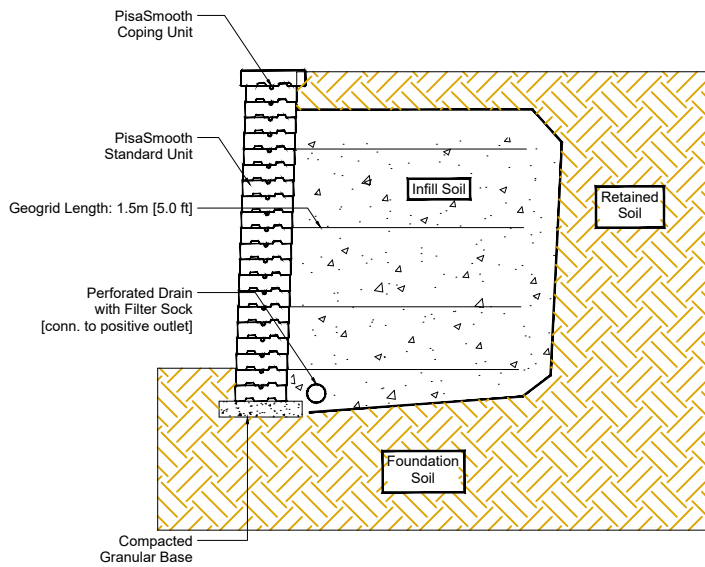 PisaSmooth
Coping Unit
PisaSmooth
Standard Unit
Infill Soil
Retained
Soil
Geogrid Length: 1.5m [5.0 ft]
Perforated Drain
with Filter Sock
[conn. to positive outlet]
Foundation
Soil
Compacted
Granular Base